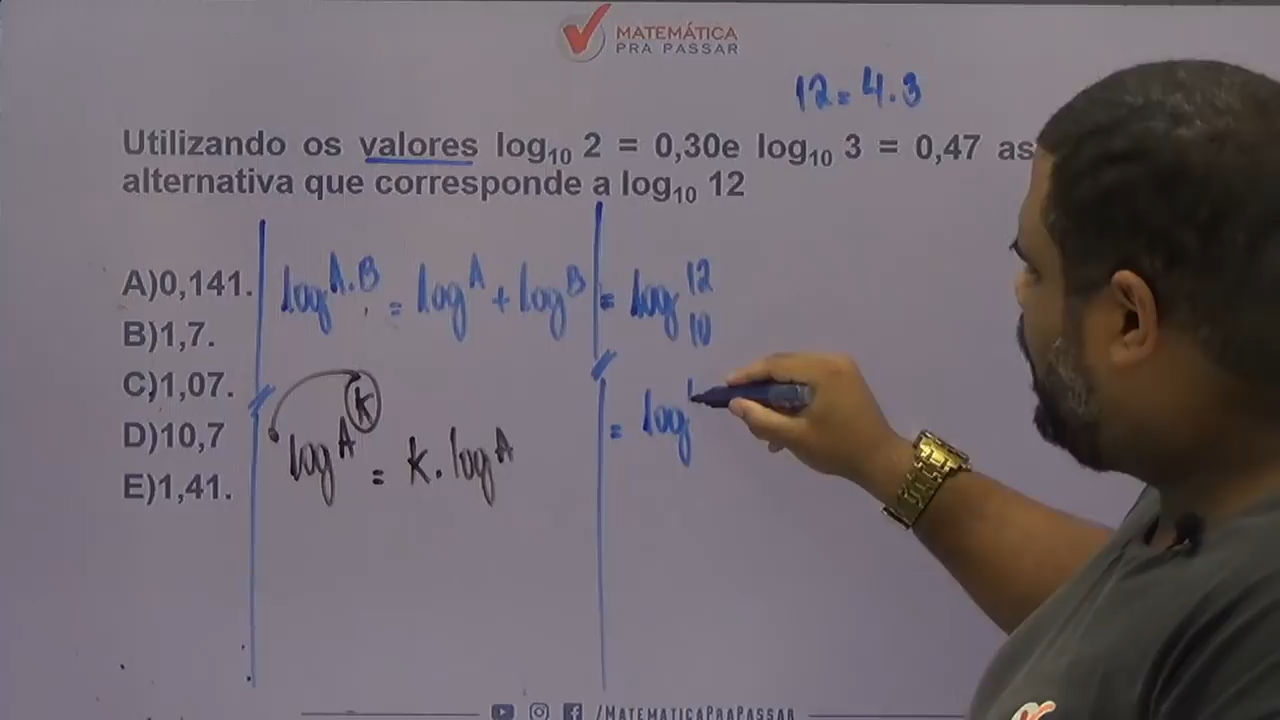 MATEMÁTICA
PRA PASSAR
12 = 4.3
Utilizando os valores log₁₀ 2 = 0,30e log₁₀ 3 = 0,47 as
alternativa que corresponde a log₁₀ 12
A)0,141.
B)1,7.
C)1,07.
D)10,7
E)1,41.
log^A.B = log^A + log^B
log^A^k = k.log^A
= log^12 10
= log
/MATEMATICAPRAPASSAR